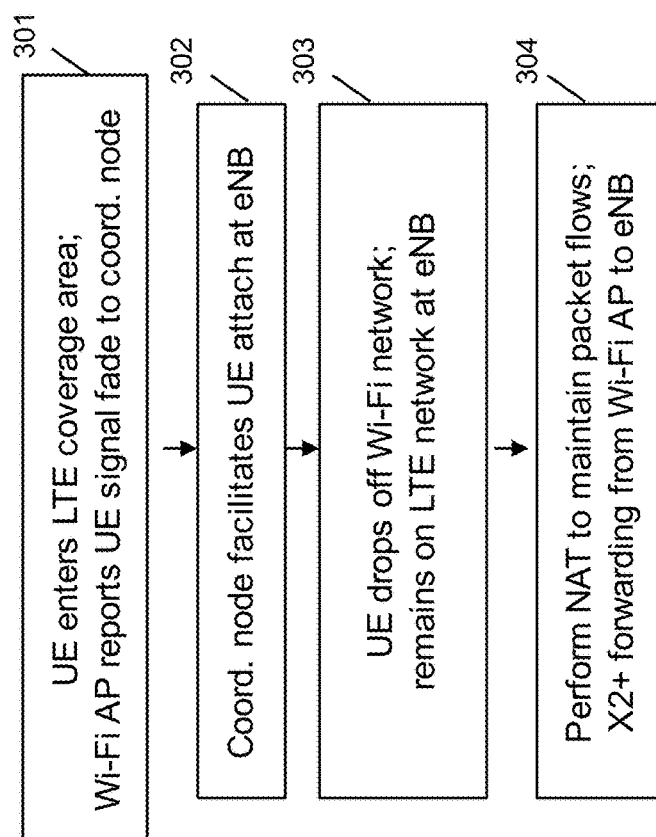 301
UE enters LTE coverage area;
Wi-Fi AP reports UE signal fade to coord. node
302
Coord. node facilitates UE attach at eNB
303
UE drops off Wi-Fi network;
remains on LTE network at eNB
304
Perform NAT to maintain packet flows;
X2+ forwarding from Wi-Fi AP to eNB